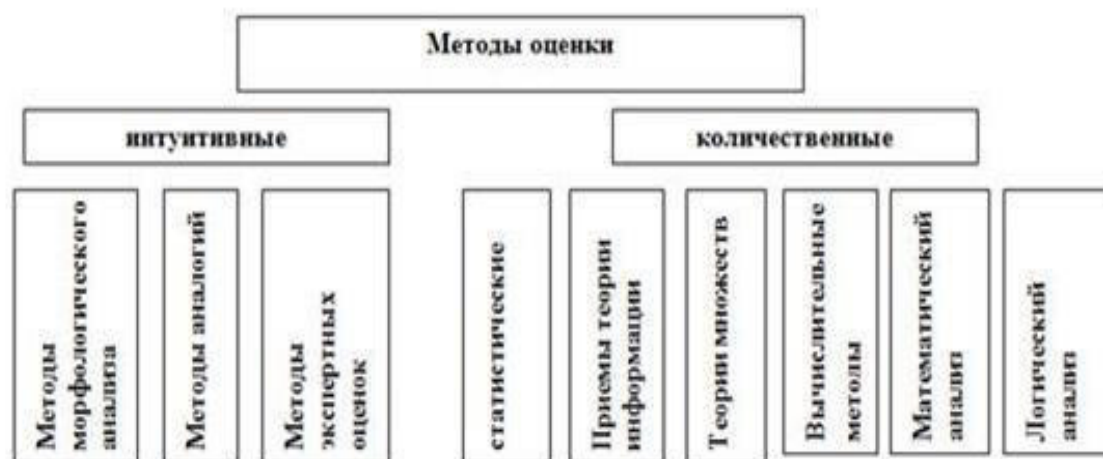 Методы оценки
интуитивные
количественные
Методы
морфологического
анализа
Методы аналогий
Методы
экспертных
оценок
статистические
Приемы теории
информации
Теории множеств
Вычислительные
методы
Математический
анализ
Логический
анализ